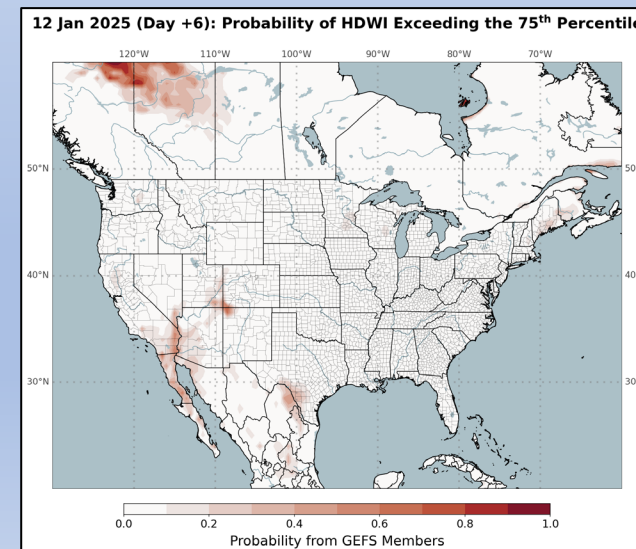 12 Jan 2025 (Day +6): Probability of HDWI Exceeding the 75th Percentile
120°W 110°W 100°W 90°W 80°W 70°W
50°N 50
40°N 40
30°N 30
0.0 0.2 0.4 0.6 0.8 1.0
Probability from GEFS Members